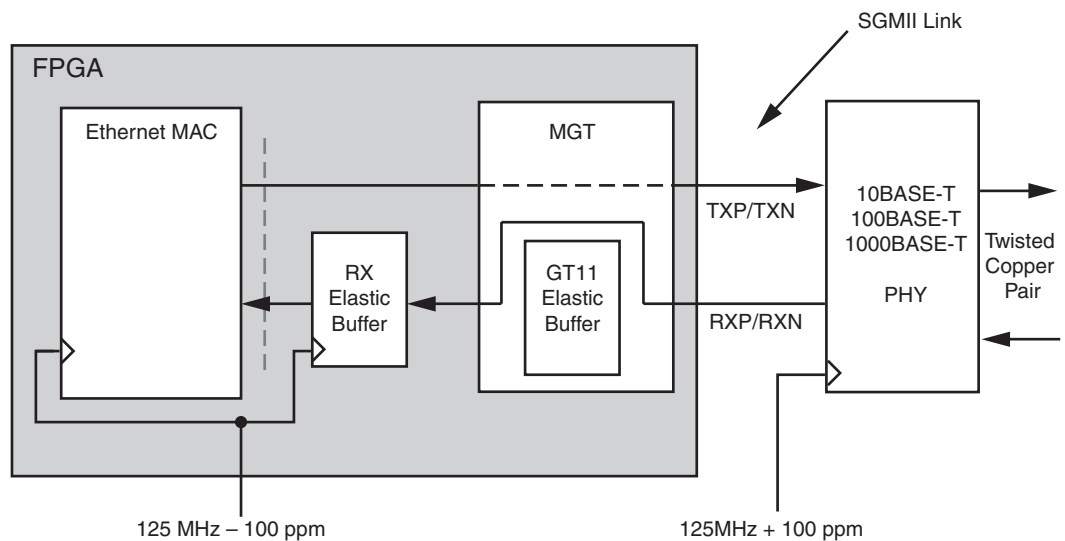 SGMII Link
FPGA
Ethernet MAC
MGT
TXP/TXN
10BASE-T
100BASE-T
1000BASE-T
PHY
Twisted
Copper
Pair
RX
Elastic
Buffer
GT11
Elastic
Buffer
RXP/RXN
125 MHz – 100 ppm
125MHz + 100 ppm